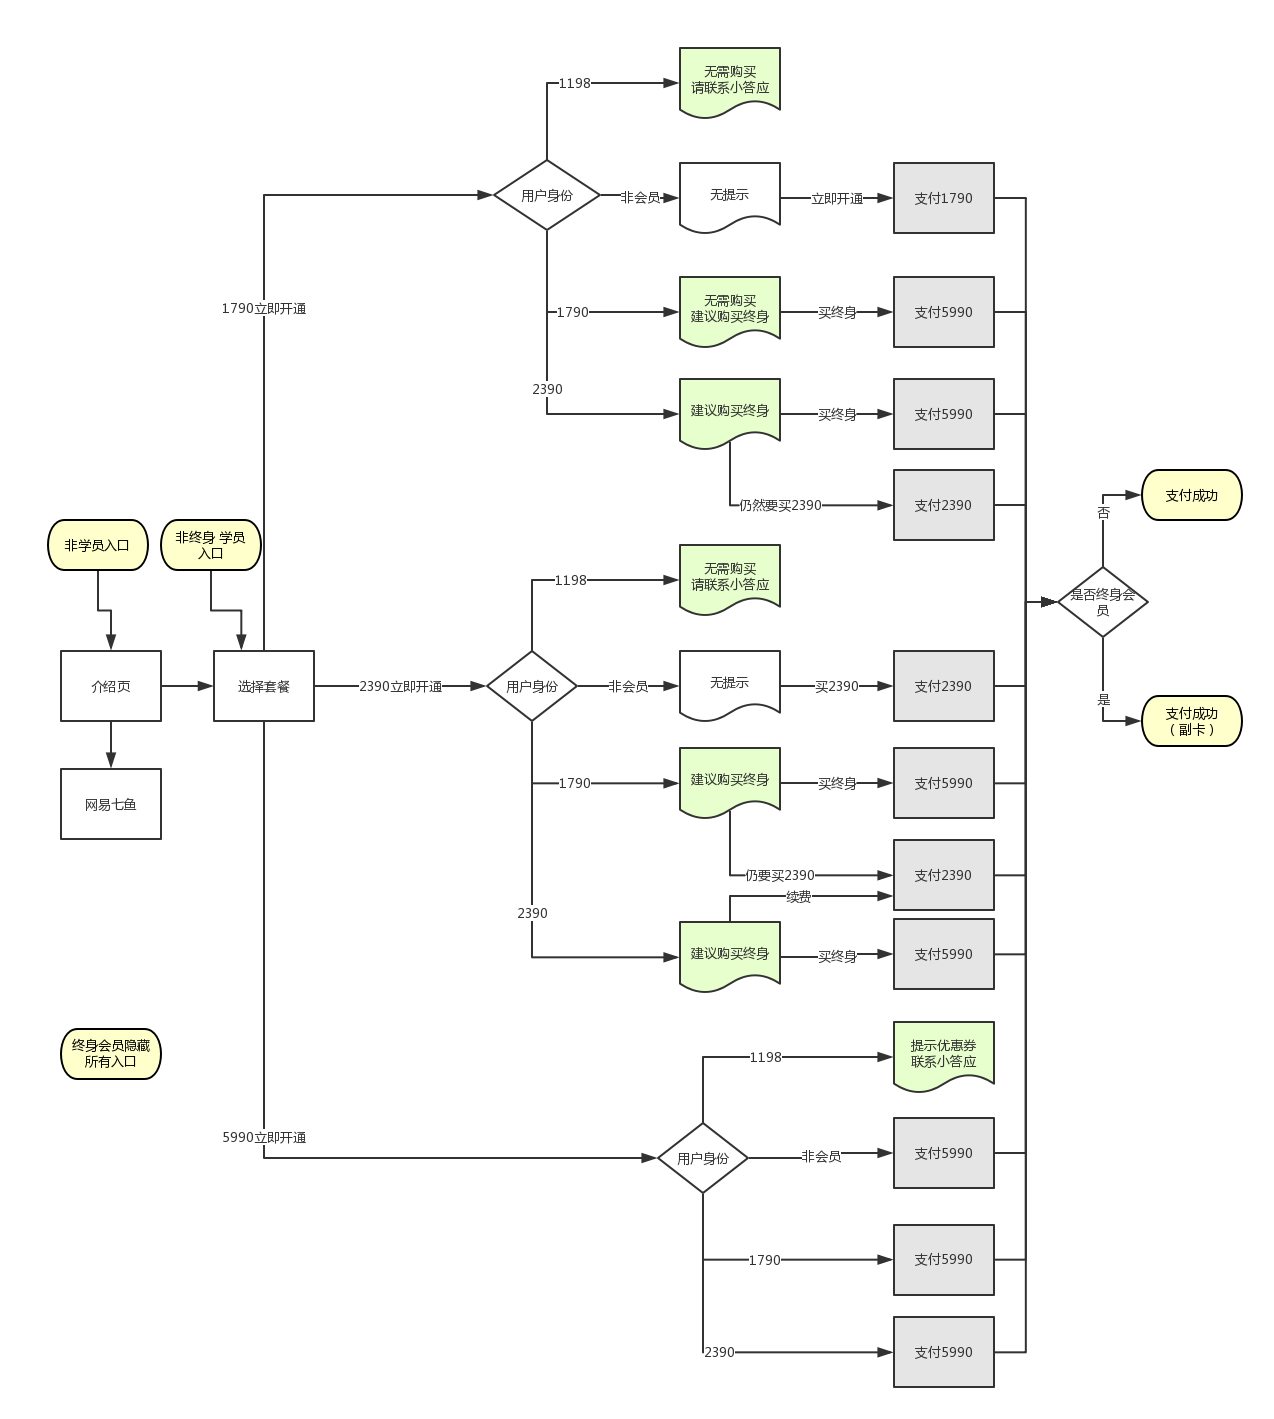 无需购买
请联系小答应
1198
用户身份
非会员
无提示
立即开通
支付1790
1790立即开通
1790
无需购买
建议购买终身
买终身
支付5990
2390
建议购买终身
买终身
支付5990
仍然要买2390
支付2390
支付成功
否
非学员入口
非终身 学员
入口
1198
无需购买
请联系小答应
是否终身会
员
介绍页
选择套餐
2390立即开通
用户身份
非会员
无提示
买2390
支付2390
是
支付成功
（副卡）
网易七鱼
1790
建议购买终身
买终身
支付5990
仍要买2390
支付2390
续费
2390
建议购买终身
买终身
支付5990
终身会员隐藏
所有入口
1198
提示优惠券
联系小答应
5990立即开通
用户身份
非会员
支付5990
1790
支付5990
2390
支付5990